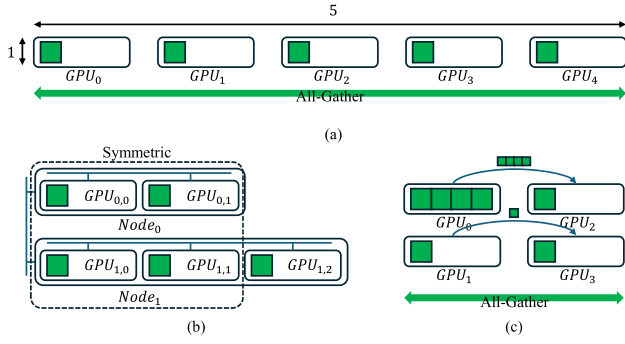 5
1
GPU₀ GPU₁ GPU₂ GPU₃ GPU₄
All-Gather
(a)
Symmetric
GPU₀,₀ GPU₀,₁
Node₀
GPU₁,₀ GPU₁,₁ GPU₁,₂
Node₁
(b)
GPU₀ GPU₂
GPU₁ GPU₃
All-Gather
(c)